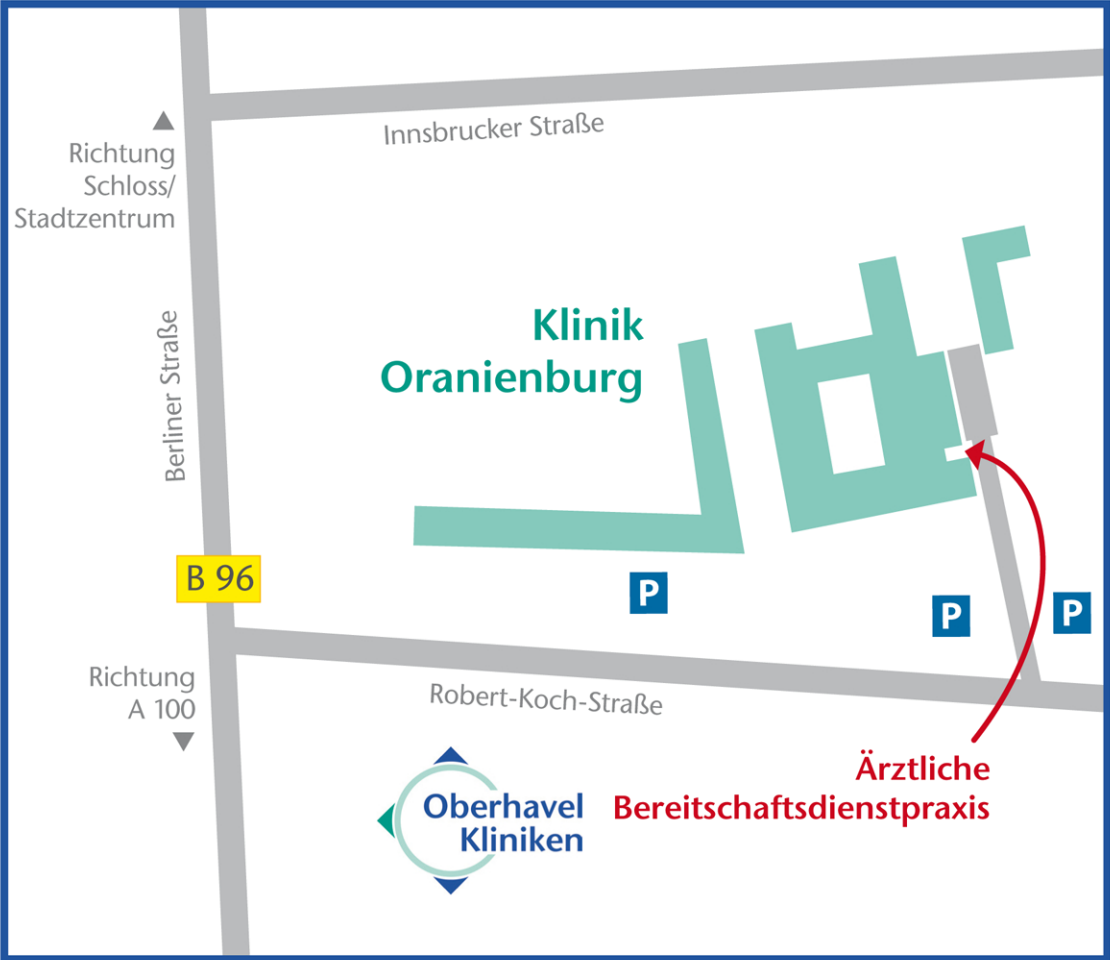 Innsbrucker Straße
Richtung
Schloss/
Stadtzentrum
Berliner Straße
Klinik
Oranienburg
B 96
P
P
P
Richtung
A 100
Robert-Koch-Straße
Ärztliche
Bereitschaftsdienstpraxis
Oberhavel
Kliniken